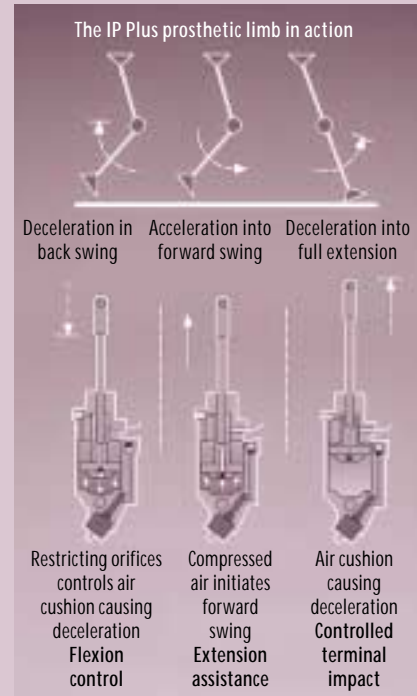 The IP Plus prosthetic limb in action
Deceleration in
back swing
Acceleration into
forward swing
Deceleration into
full extension
Restricting orifices
controls air
cushion causing
deceleration
Flexion
control
Compressed
air initiates
forward
swing
Extension
assistance
Air cushion
causing
deceleration
Controlled
terminal
impact